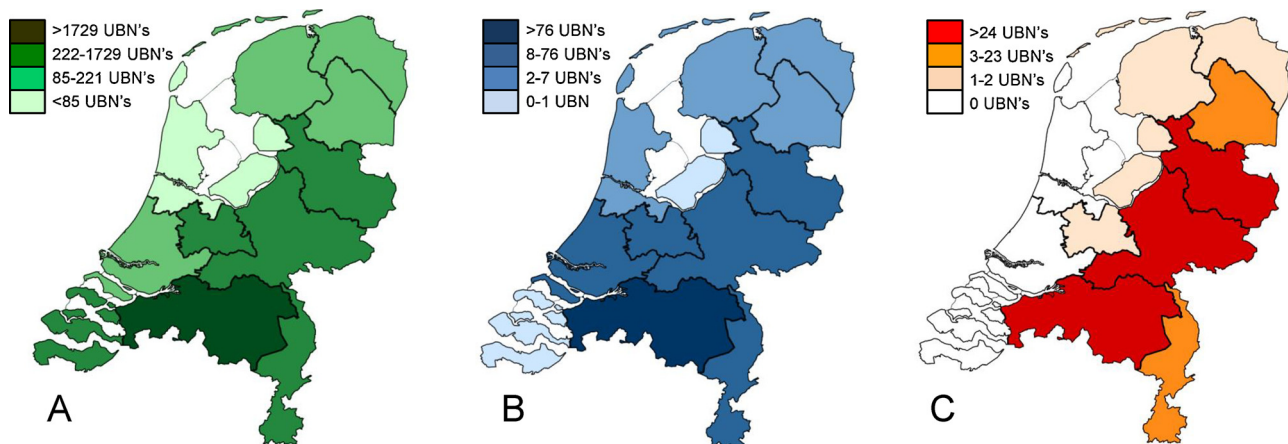 >1729 UBN's
222-1729 UBN's
85-221 UBN's
<85 UBN's
A
>76 UBN's
8-76 UBN's
2-7 UBN's
0-1 UBN
B
>24 UBN's
3-23 UBN's
1-2 UBN's
0 UBN's
C